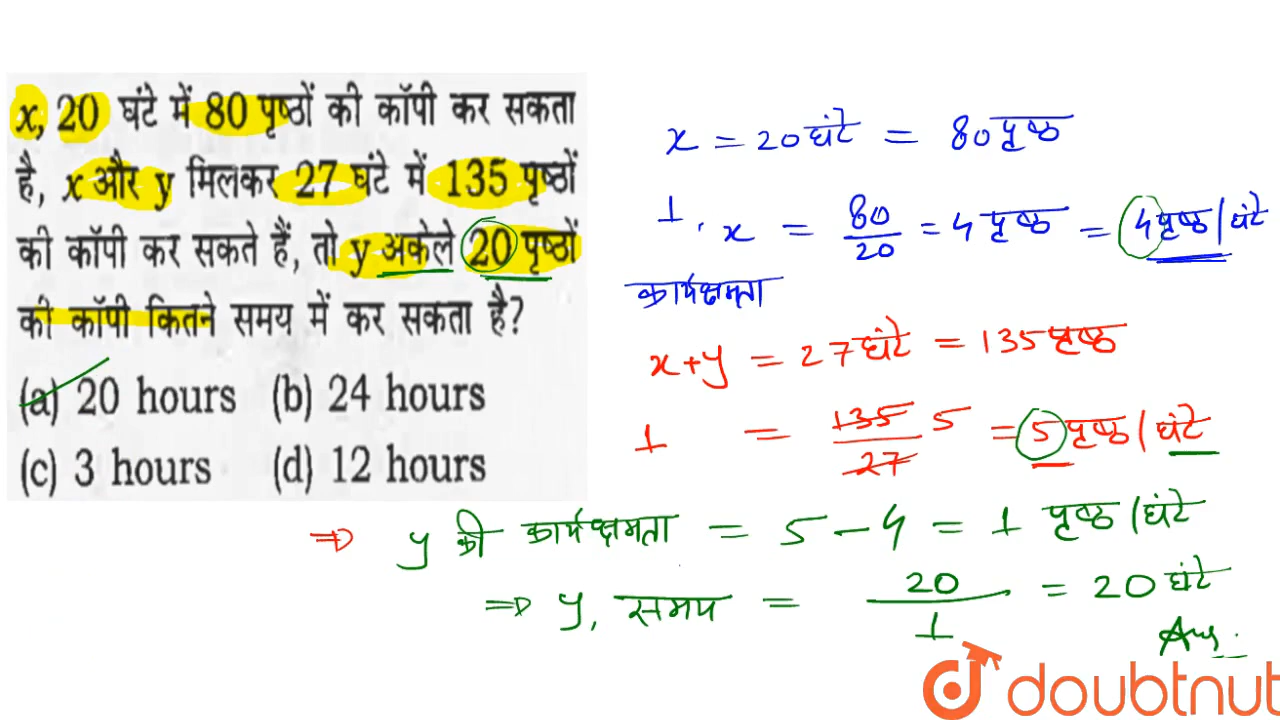 x, 20 घंटे में 80 पृष्ठों की कॉपी कर सकता
है, x और y मिलकर 27 घंटे में 135 पृष्ठों
की कॉपी कर सकते हैं, तो y अकेले 20 पृष्ठों
की कॉपी कितने समय में कर सकता है?
(a) 20 hours (b) 24 hours
(c) 3 hours (d) 12 hours
x = 20 घंटे = 80 पृष्ठ
1. x = 80/20 = 4 पृष्ठ = 4 पृष्ठ/घंटे
कार्यक्षमता
x+y = 27 घंटे = 135 पृष्ठ
1 = 135/27 5 = 5 पृष्ठ/घंटे
⇒ y की कार्यक्षमता = 5 - 4 = 1 पृष्ठ/घंटे
⇒ y, समय = 20/1 = 20 घंटे
Ans.
doubtnut